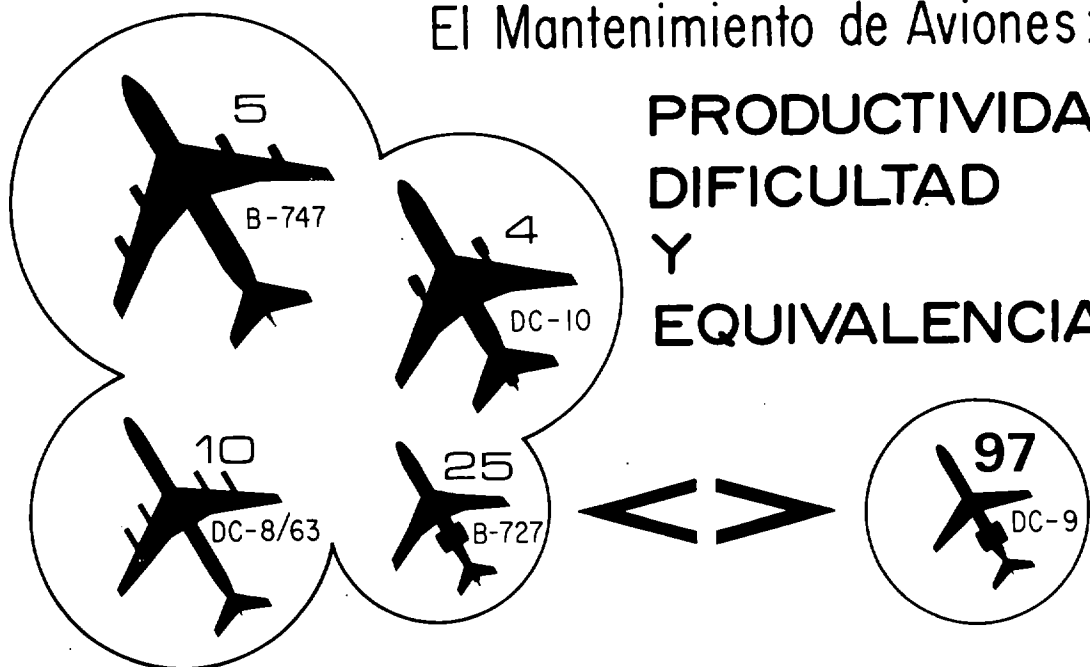 El Mantenimiento de Aviones:
PRODUCTIVIDA
DIFICULTAD
Y
EQUIVALENCIA
5
B-747
4
DC-10
10
DC-8/63
25
B-727
97
DC-9